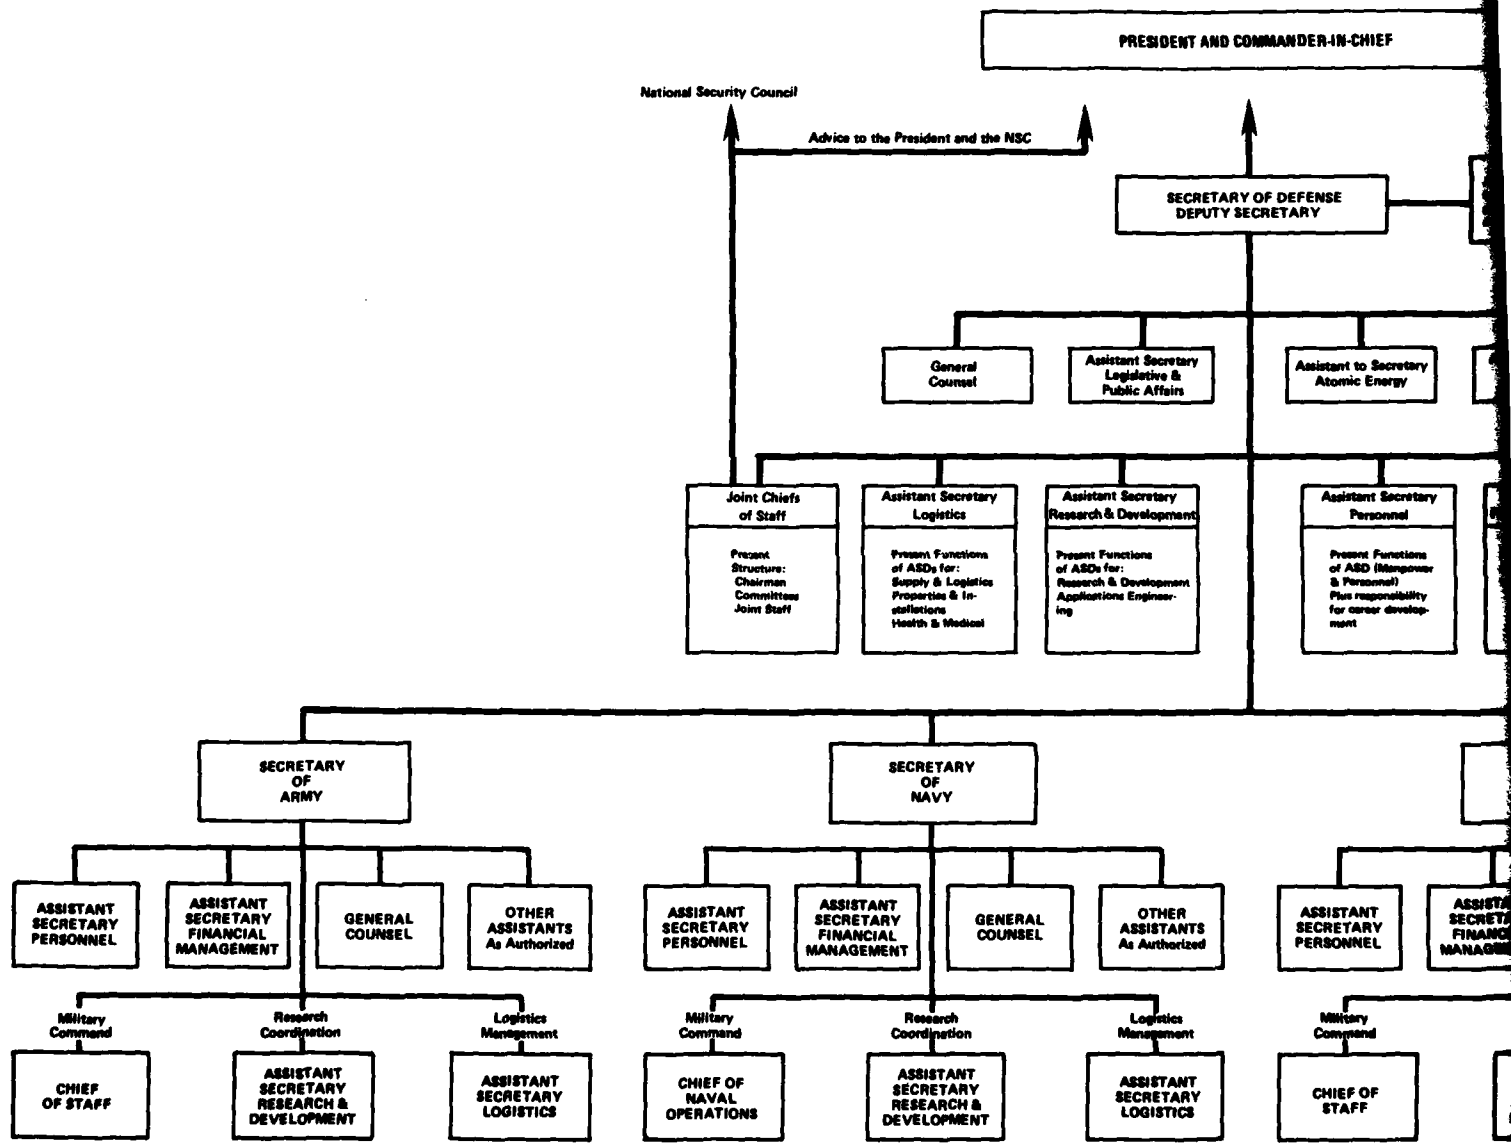 PRESIDENT AND COMMANDER-IN-CHIEF
National Security Council
Advice to the President and the NSC
SECRETARY OF DEFENSE
DEPUTY SECRETARY
General
Counsel
Assistant Secretary
Legislative &
Public Affairs
Assistant to Secretary
Atomic Energy
Joint Chiefs
of Staff
Present
Structure:
Chairman
Committees
Joint Staff
Assistant Secretary
Logistics
Present Functions
of ASDs for:
Supply & Logistics
Properties & In-
stallations
Health & Medical
Assistant Secretary
Research & Development
Present Functions
of ASDs for:
Research & Development
Applications Engineer-
ing
Assistant Secretary
Personnel
Present Functions
of ASD (Manpower
& Personnel)
Plus responsibility
for career develop-
ment
SECRETARY
OF
ARMY
SECRETARY
OF
NAVY
ASSISTANT
SECRETARY
PERSONNEL
ASSISTANT
SECRETARY
FINANCIAL
MANAGEMENT
GENERAL
COUNSEL
OTHER
ASSISTANTS
As Authorized
ASSISTANT
SECRETARY
PERSONNEL
ASSISTANT
SECRETARY
FINANCIAL
MANAGEMENT
GENERAL
COUNSEL
OTHER
ASSISTANTS
As Authorized
ASSISTANT
SECRETARY
PERSONNEL
Military
Command
CHIEF
OF STAFF
Research
Coordination
ASSISTANT
SECRETARY
RESEARCH &
DEVELOPMENT
Logistics
Management
ASSISTANT
SECRETARY
LOGISTICS
Military
Command
CHIEF OF
NAVAL
OPERATIONS
Research
Coordination
ASSISTANT
SECRETARY
RESEARCH &
DEVELOPMENT
Logistics
Management
ASSISTANT
SECRETARY
LOGISTICS
Military
Command
CHIEF OF
STAFF